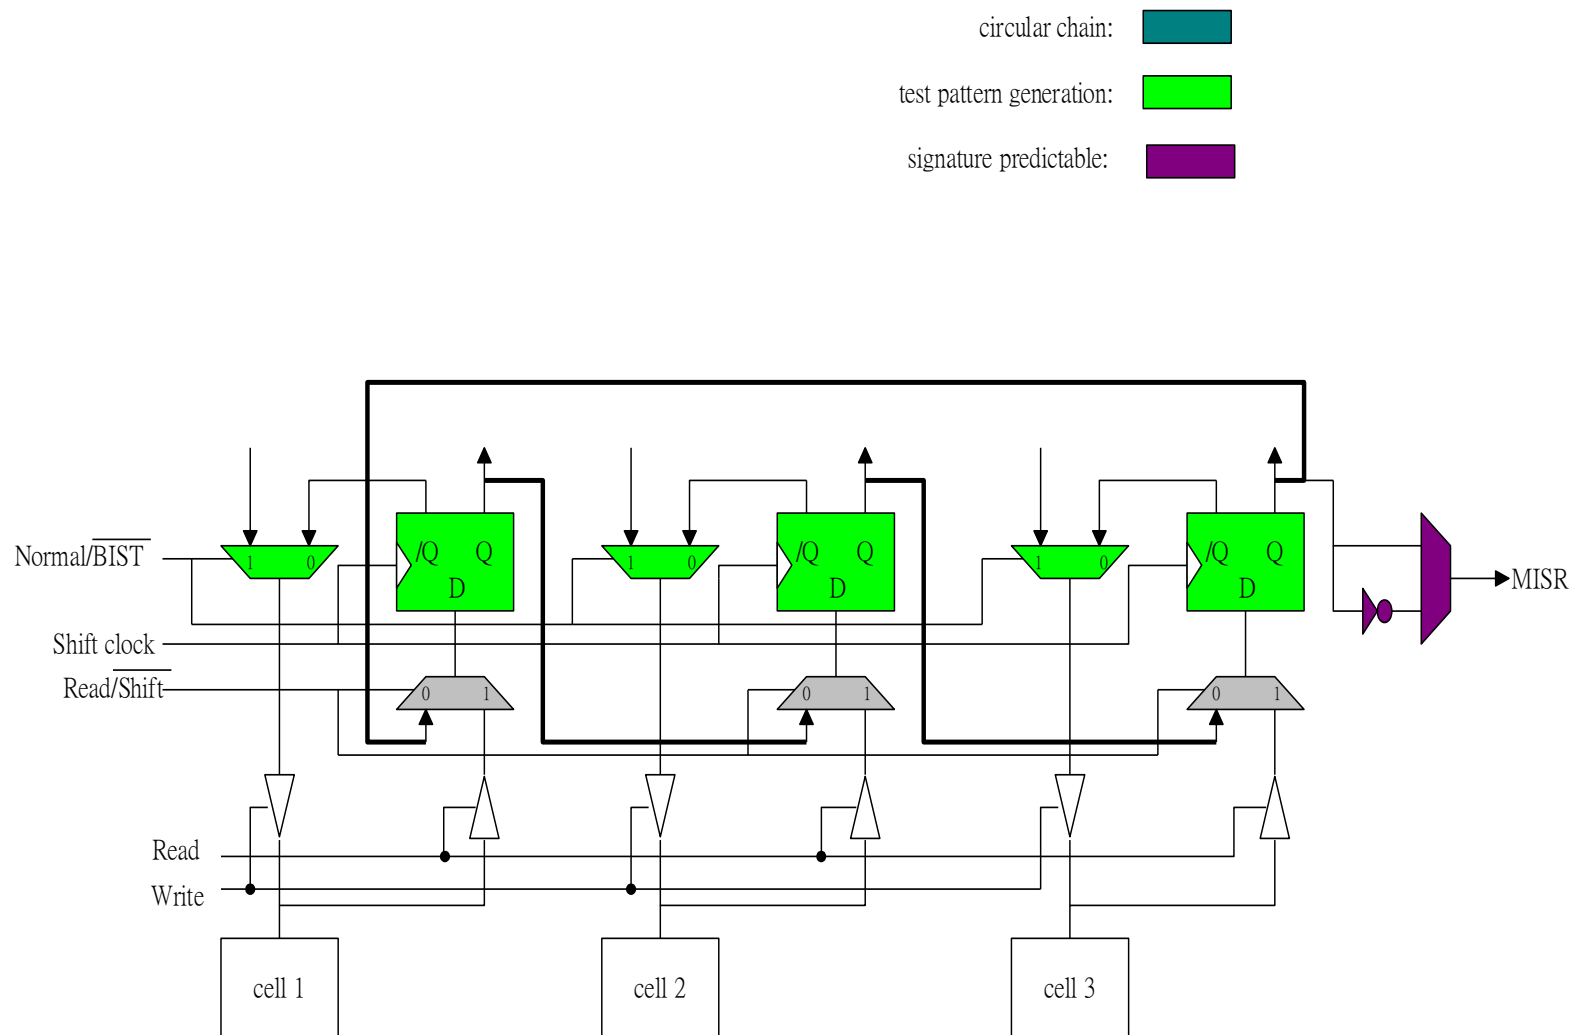 circular chain:
test pattern generation:
signature predictable:
Normal/BIST
1 0
/Q Q
D
1 0
/Q Q
D
1 0
/Q Q
D
MISR
Shift clock
Read/Shift
0 1
0 1
0 1
Read
Write
cell 1
cell 2
cell 3